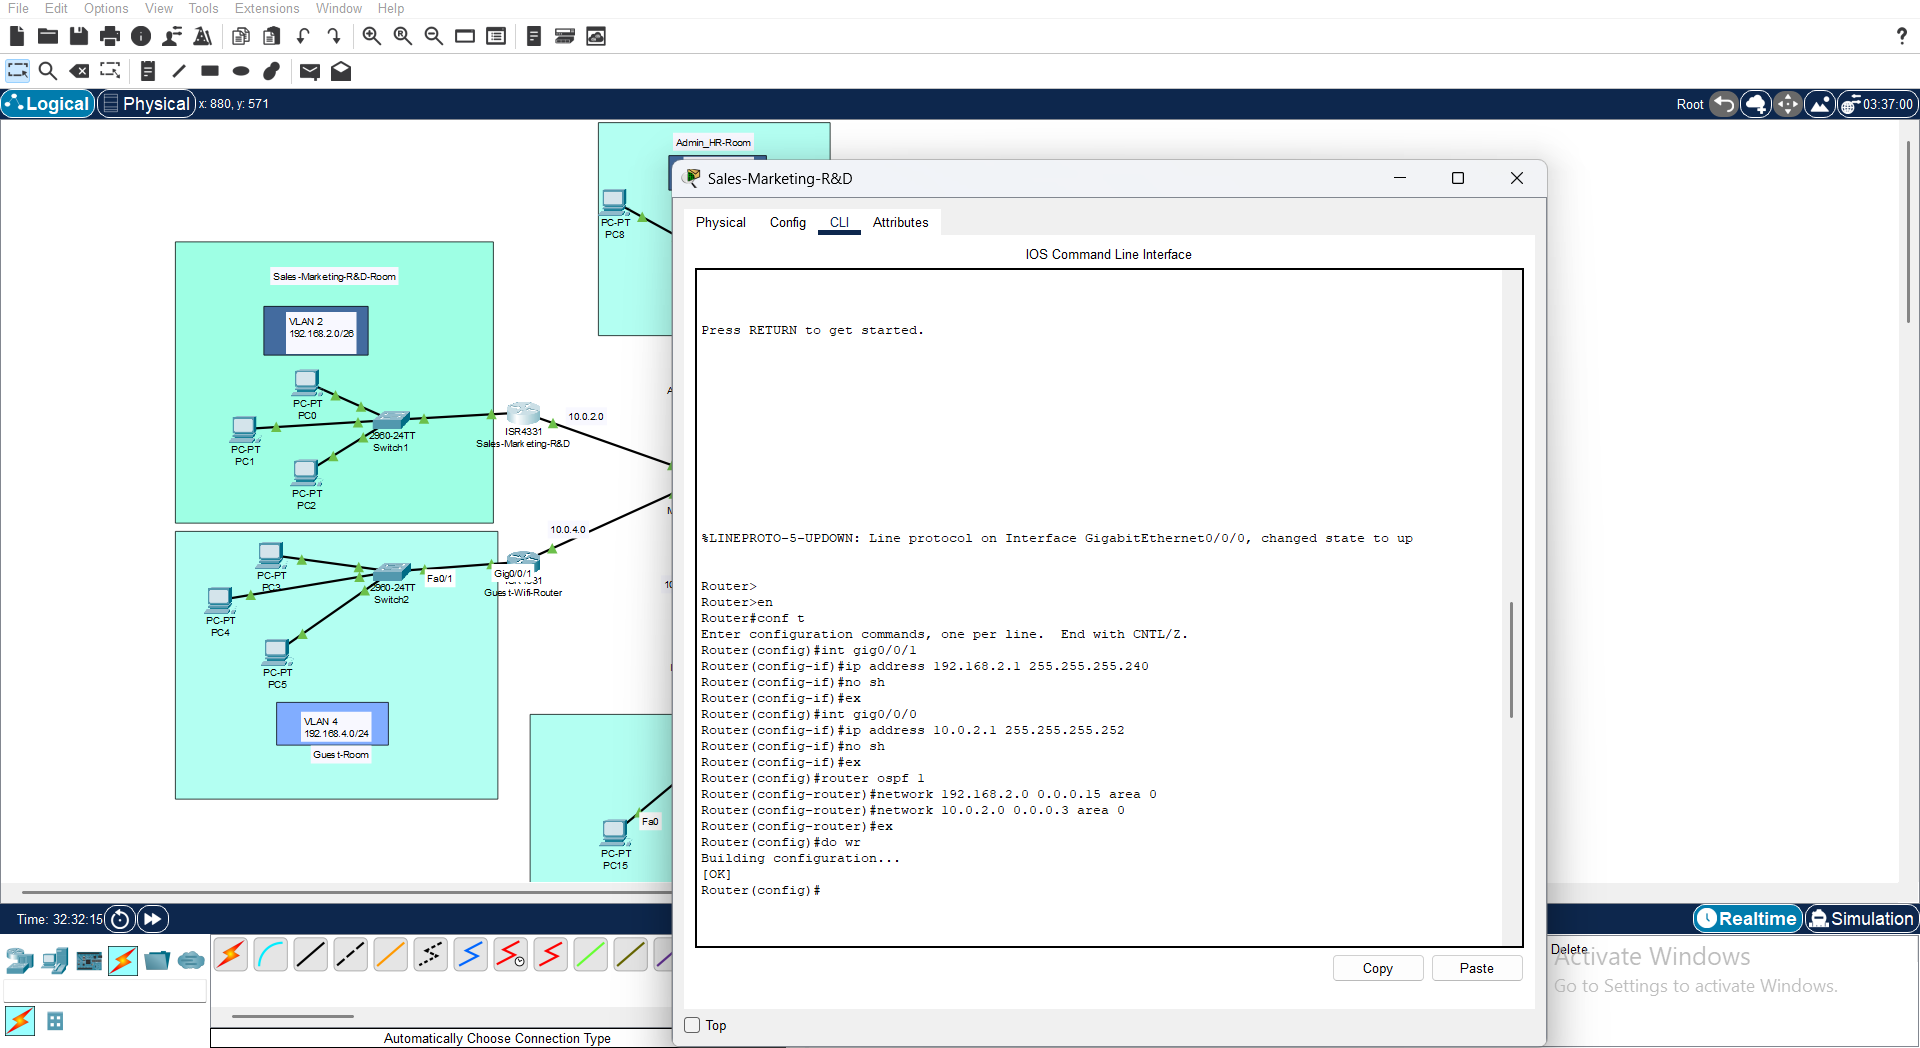 File Edit Options View Tools Extensions Window Help
?
Logical Physical x: 880, y: 571 Root 03:37:00
Admin_HR-Room
PC-PT
PC8
Sales-Marketing-R&D-Room
VLAN 2
192.168.2.0/26
PC-PT
PC0
PC-PT
PC1
2960-24TT
Switch1
PC-PT
PC2
ISR4331
Sales-Marketing-R&D
10.0.2.0
10.0.4.0
PC-PT
PC3
2960-24TT
Switch2
Fa0/1
Gig0/0/1
Guest-Wifi-Router
PC-PT
PC4
PC-PT
PC5
VLAN 4
192.168.4.0/24
Guest-Room
Fa0
PC-PT
PC15
Sales-Marketing-R&D
Physical Config CLI Attributes
IOS Command Line Interface
Press RETURN to get started.
%LINEPROTO-5-UPDOWN: Line protocol on Interface GigabitEthernet0/0/0, changed state to up
Router>
Router>en
Router#conf t
Enter configuration commands, one per line.  End with CNTL/Z.
Router(config)#int gig0/0/1
Router(config-if)#ip address 192.168.2.1 255.255.255.240
Router(config-if)#no sh
Router(config-if)#ex
Router(config)#int gig0/0/0
Router(config-if)#ip address 10.0.2.1 255.255.255.252
Router(config-if)#no sh
Router(config-if)#ex
Router(config)#router ospf 1
Router(config-router)#network 192.168.2.0 0.0.0.15 area 0
Router(config-router)#network 10.0.2.0 0.0.0.3 area 0
Router(config-router)#ex
Router(config)#do wr
Building configuration...
[OK]
Router(config)#
Copy Paste
Top
Time: 32:32:15
Realtime Simulation
Automatically Choose Connection Type
Delete
Activate Windows
Go to Settings to activate Windows.